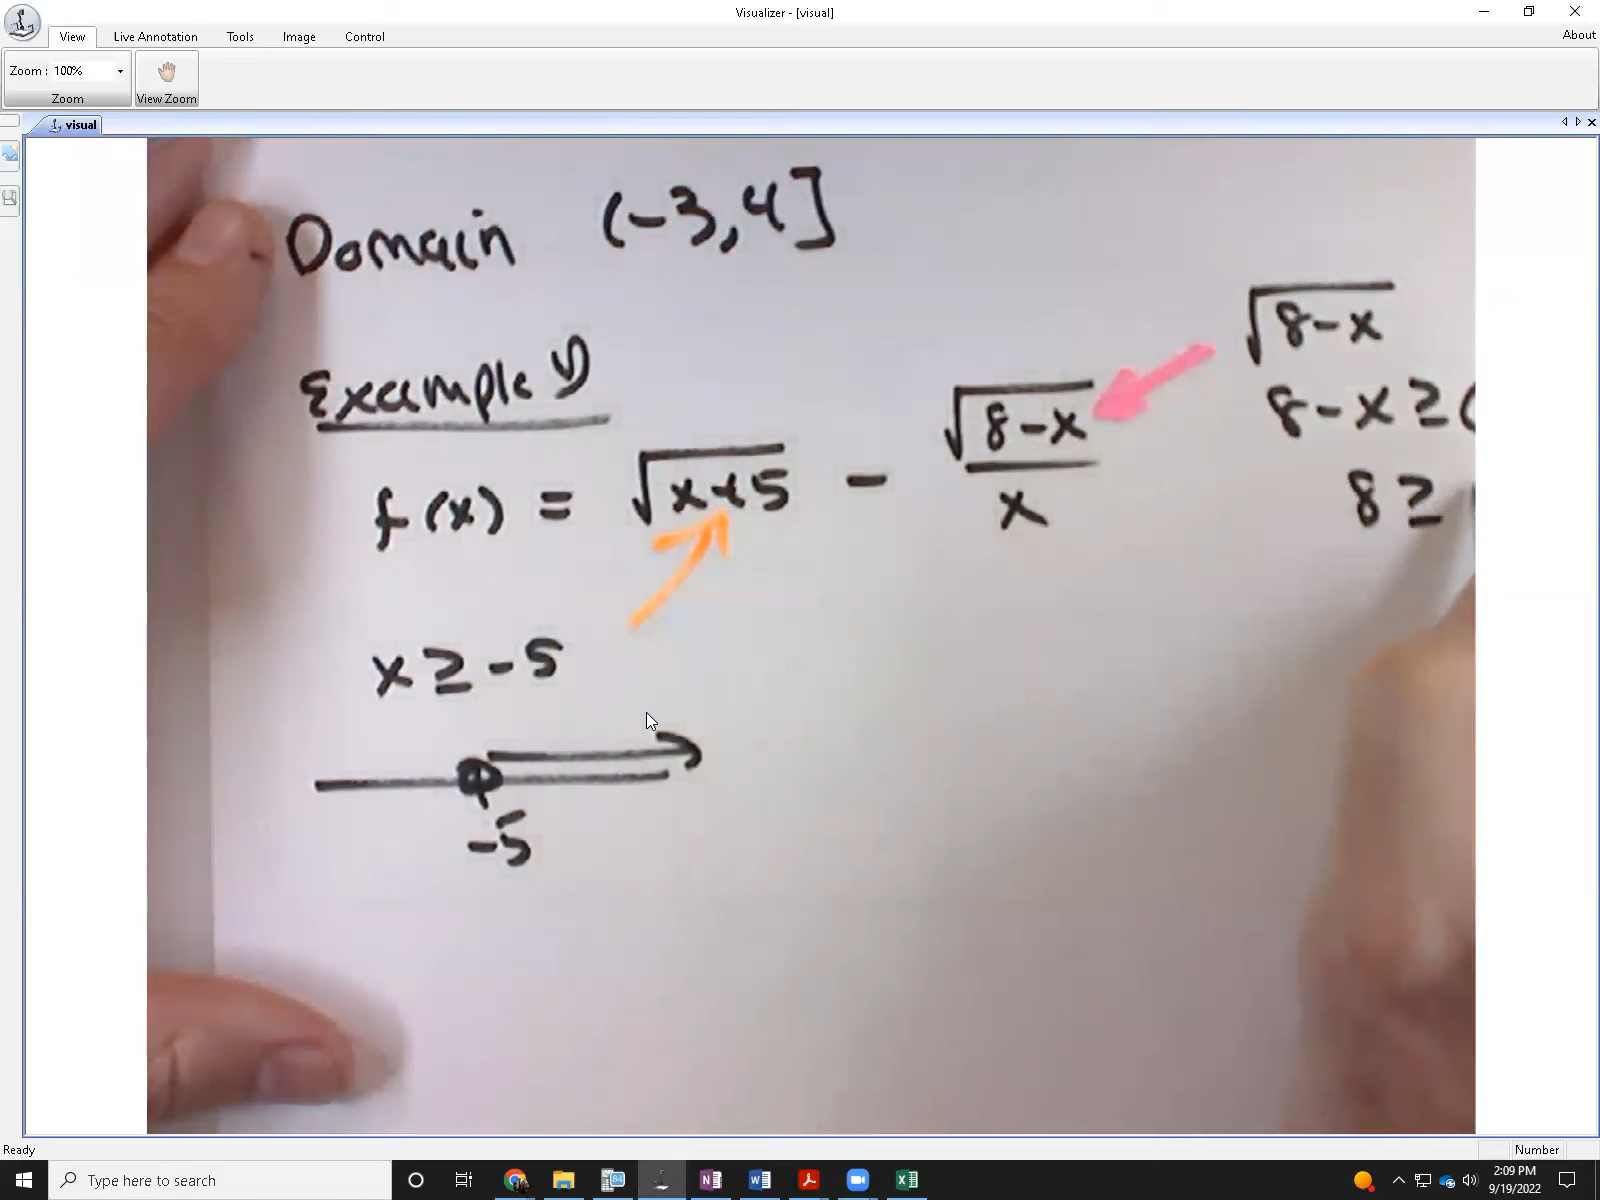 Visualizer - [visual]
View Live Annotation Tools Image Control About
Zoom : 100%
Zoom View Zoom
visual
Domain (-3,4]
Example 1)
f(x) = √(x+5) - √(8-x)/x
√(8-x)
8-x≥
8≥
x≥-5
-5
Ready
Number
Type here to search
2:09 PM
9/19/2022